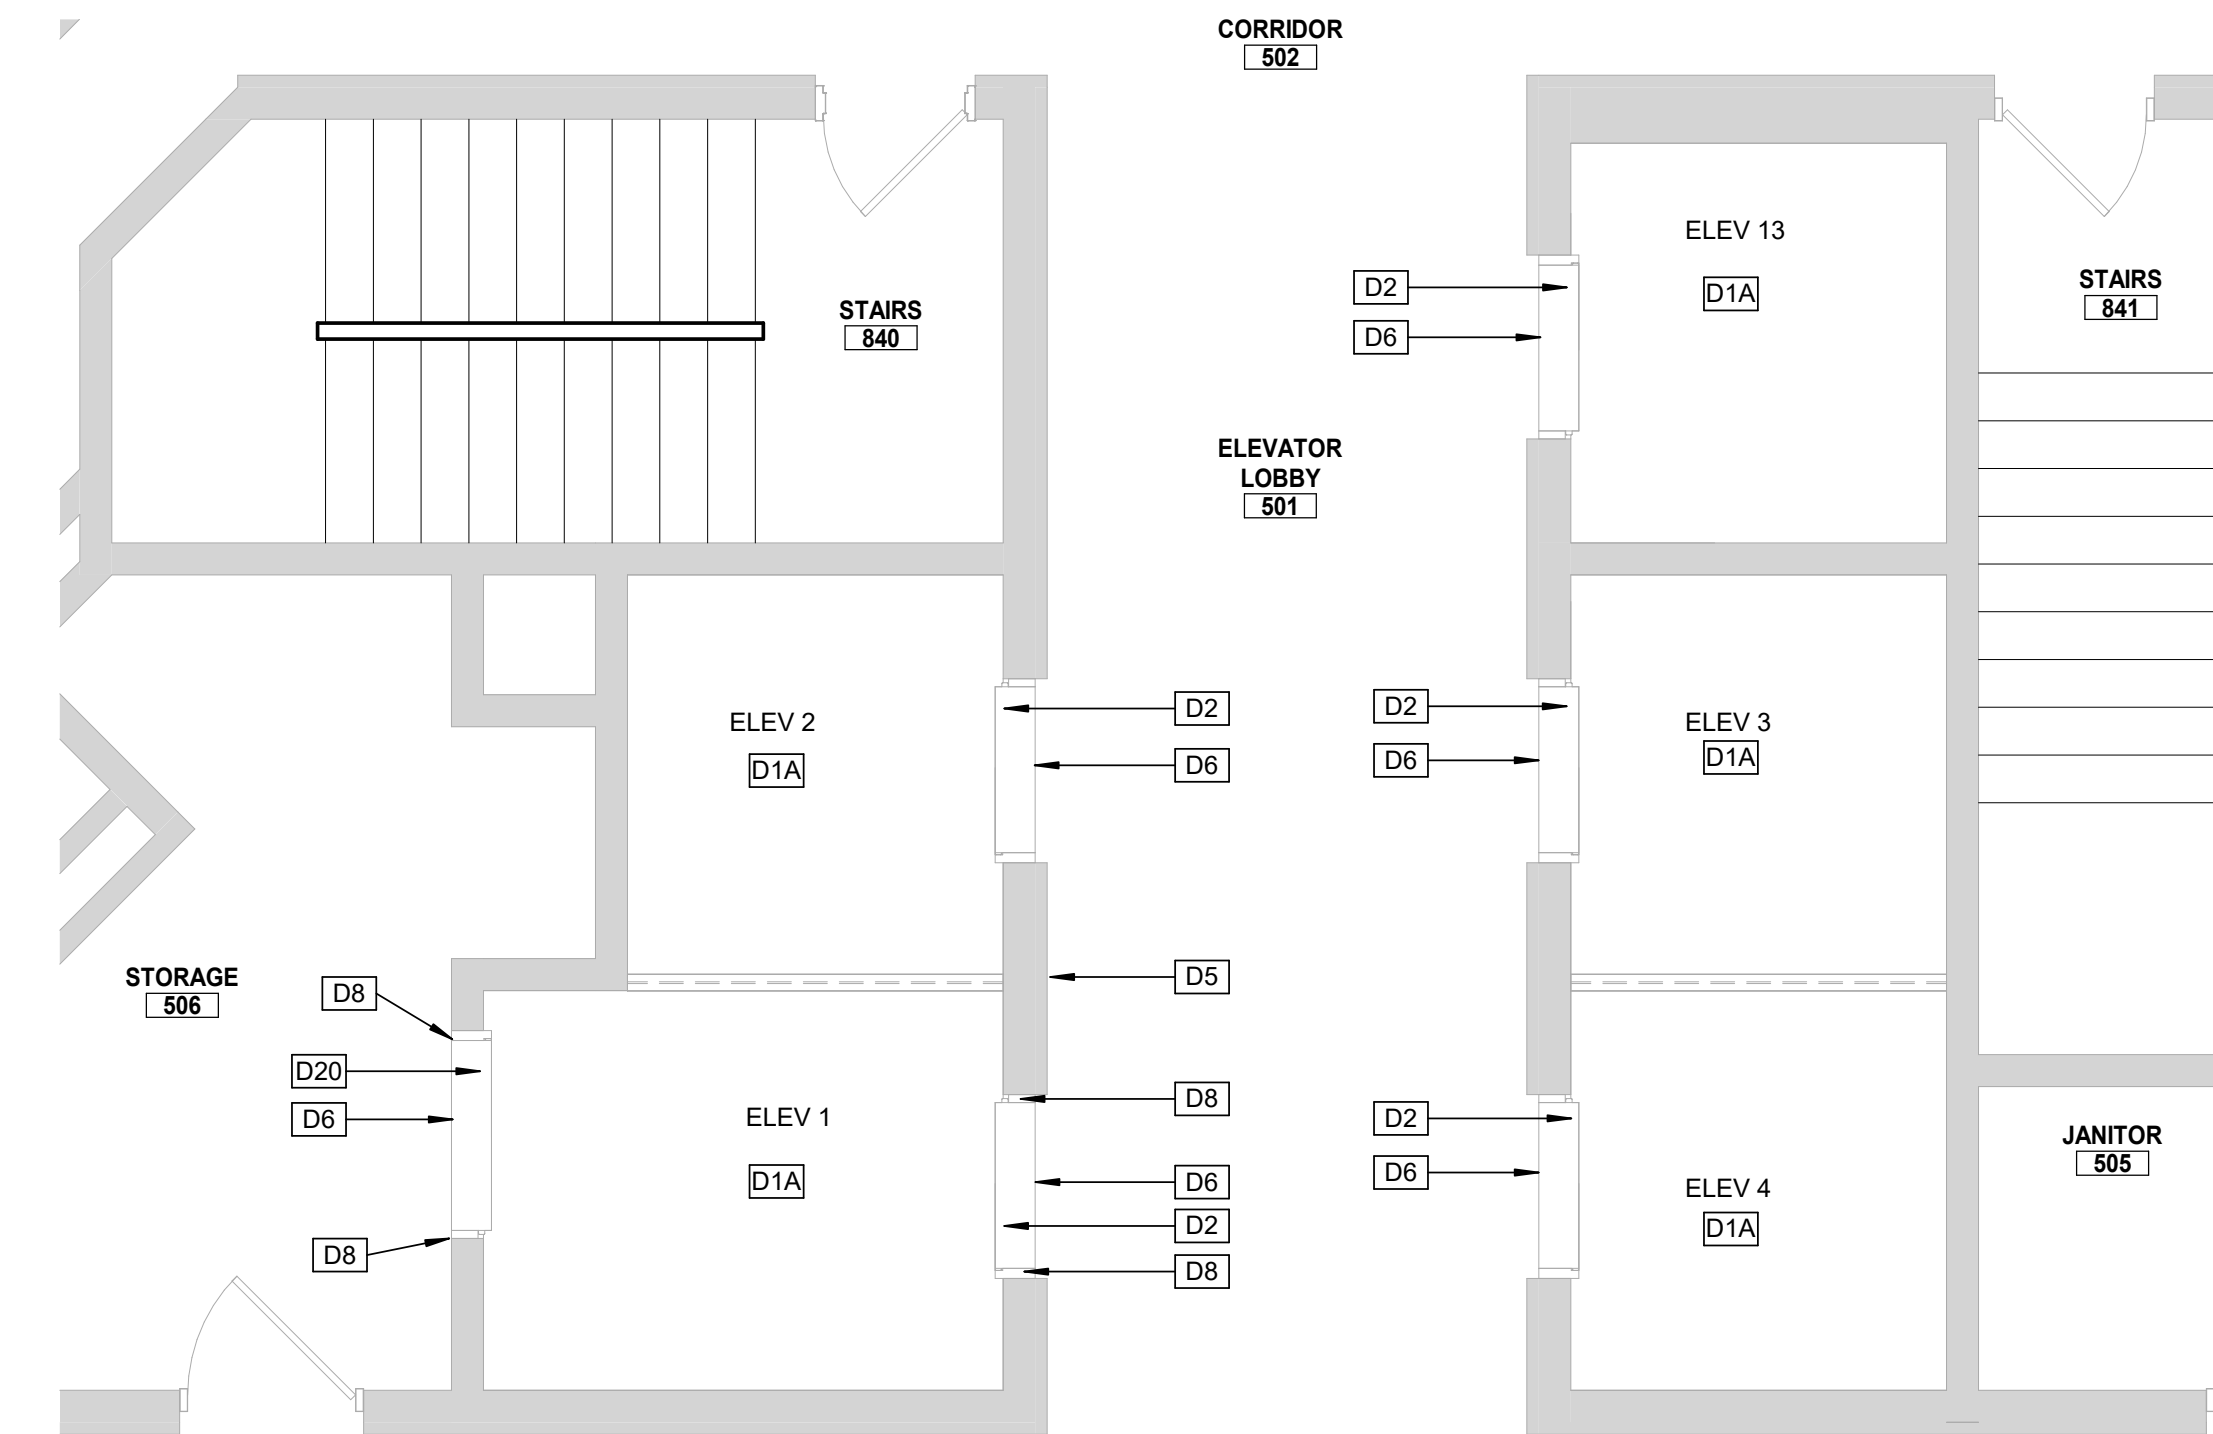 CORRIDOR
502
ELEV 13
D2
D1A
STAIRS
841
STAIRS
840
D6
ELEVATOR
LOBBY
501
ELEV 2
D1A
D2
D6
D2
D6
ELEV 3
D1A
STORAGE
506
D8
D5
D20
D6
D8
ELEV 1
D1A
D8
D6
D2
D8
D2
D6
ELEV 4
D1A
JANITOR
505